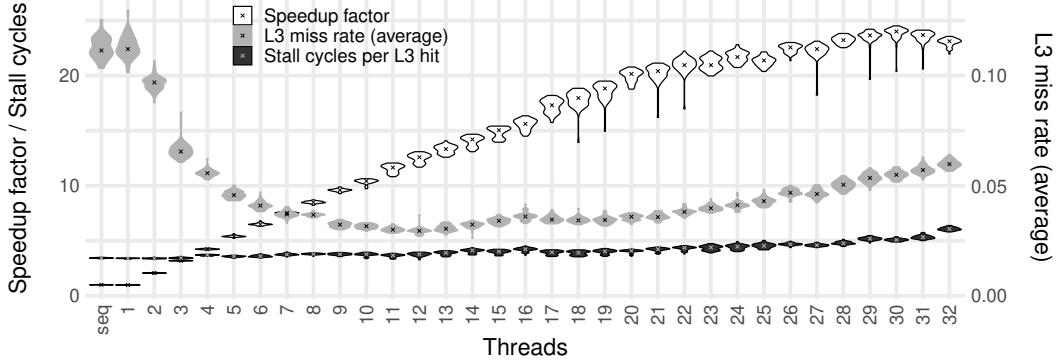 Speedup factor / Stall cycles
20
10
0
Speedup factor
L3 miss rate (average)
Stall cycles per L3 hit
0.10
0.05
0.00
L3 miss rate (average)
seq 1 2 3 4 5 6 7 8 9 10 11 12 13 14 15 16 17 18 19 20 21 22 23 24 25 26 27 28 29 30 31 32
Threads